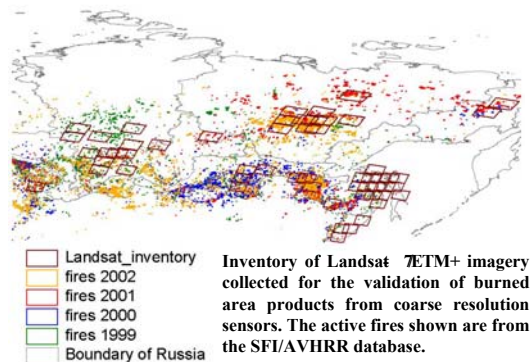 Landsat_inventory
fires 2002
fires 2001
fires 2000
fires 1999
Boundary of Russia
Inventory of Landsat 7ETM+ imagery
collected for the validation of burned
area products from coarse resolution
sensors. The active fires shown are from
the SFI/AVHRR database.